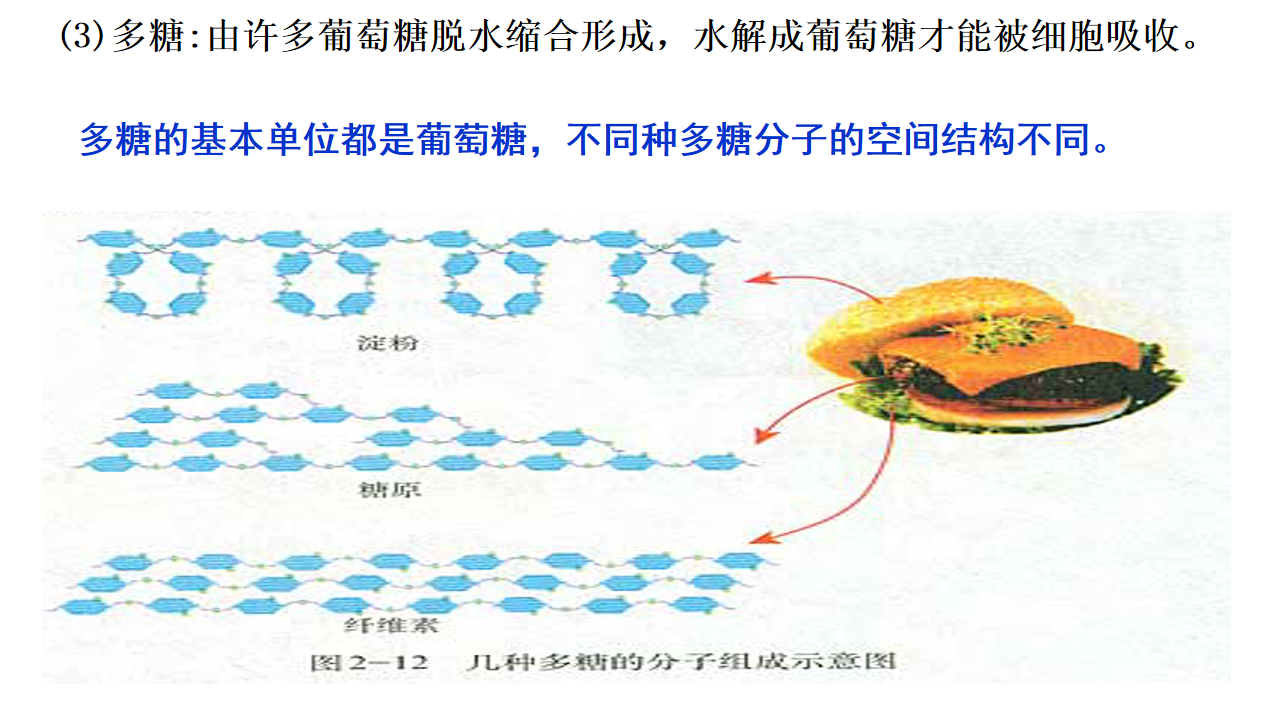 (3)多糖:由许多葡萄糖脱水缩合形成，水解成葡萄糖才能被细胞吸收。
多糖的基本单位都是葡萄糖，不同种多糖分子的空间结构不同。
淀粉
糖原
纤维素
图2—12 几种多糖的分子组成示意图